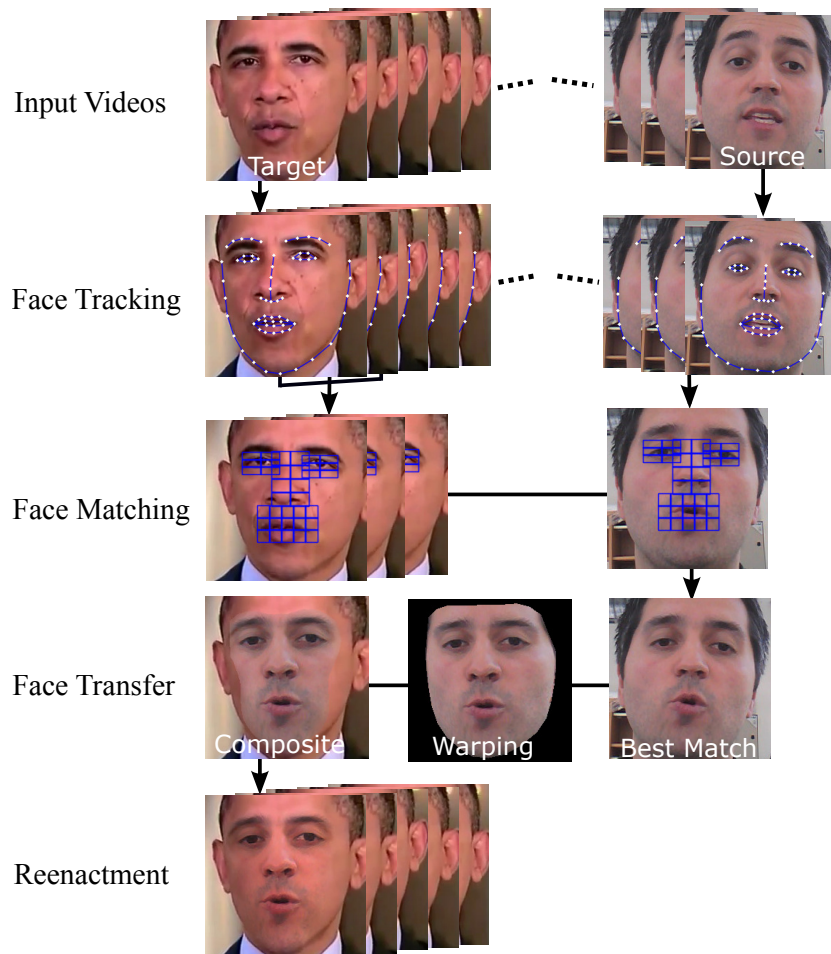 Input Videos
Target
Source
Face Tracking
Face Matching
Face Transfer
Composite
Warping
Best Match
Reenactment